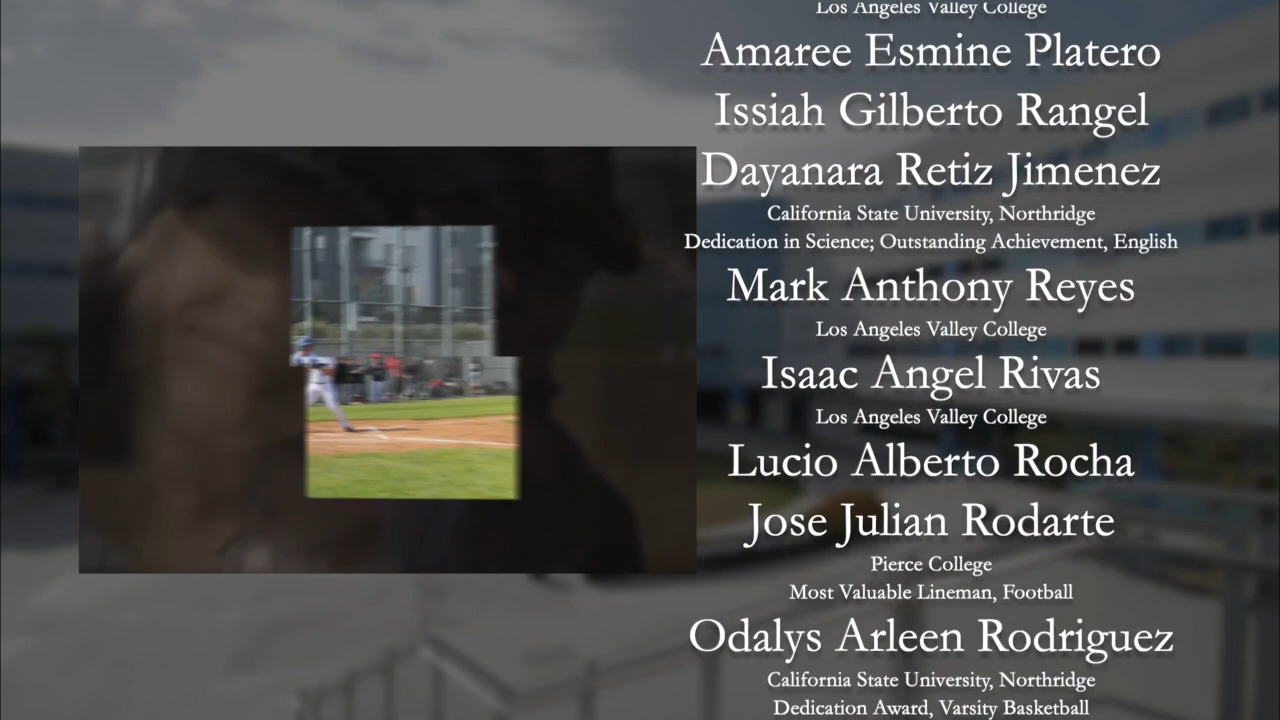 Los Angeles Valley College
Amaree Esmine Platero
Issiah Gilberto Rangel
Dayanara Retiz Jimenez
California State University, Northridge
Dedication in Science; Outstanding Achievement, English
Mark Anthony Reyes
Los Angeles Valley College
Isaac Angel Rivas
Los Angeles Valley College
Lucio Alberto Rocha
Jose Julian Rodarte
Pierce College
Most Valuable Lineman, Football
Odalys Arleen Rodriguez
California State University, Northridge
Dedication Award, Varsity Basketball